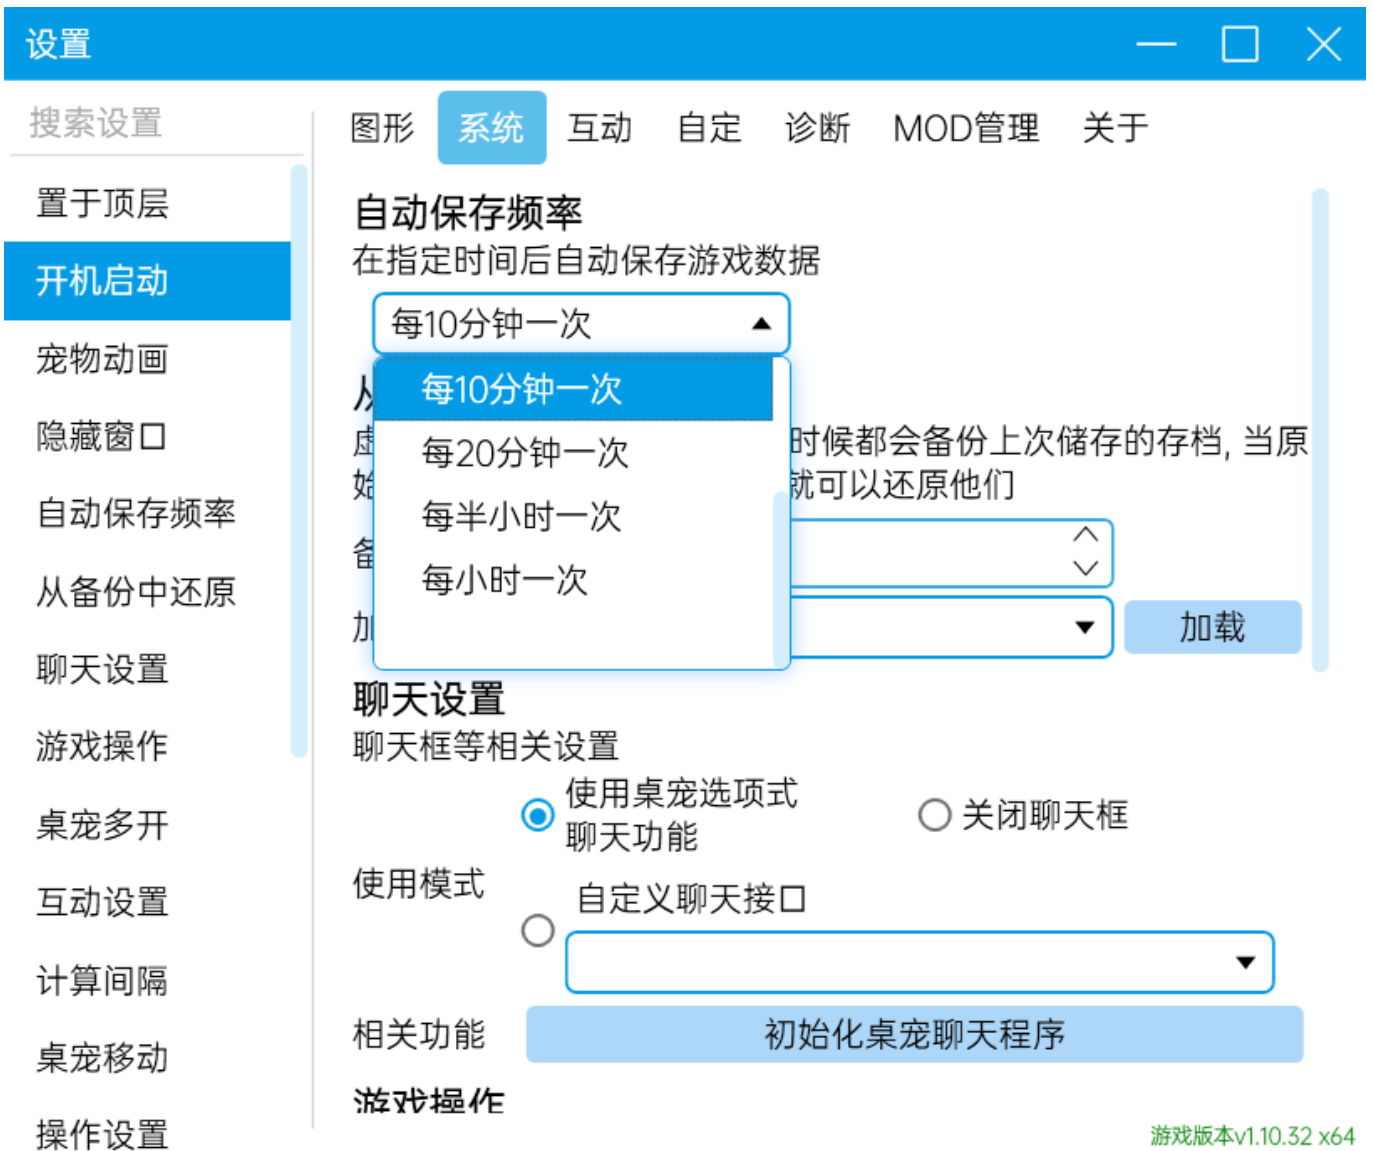 设置
搜索设置
置于顶层
开机启动
宠物动画
隐藏窗口
自动保存频率
从备份中还原
聊天设置
游戏操作
桌宠多开
互动设置
计算间隔
桌宠移动
操作设置
图形 系统 互动 自定 诊断 MOD管理 关于
自动保存频率
在指定时间后自动保存游戏数据
每10分钟一次
每10分钟一次
每20分钟一次
每半小时一次
每小时一次
时候都会备份上次储存的存档, 当原
就可以还原他们
加载
聊天设置
聊天框等相关设置
使用模式
使用桌宠选项式
聊天功能
关闭聊天框
自定义聊天接口
相关功能
初始化桌宠聊天程序
游戏操作
游戏版本v1.10.32 x64